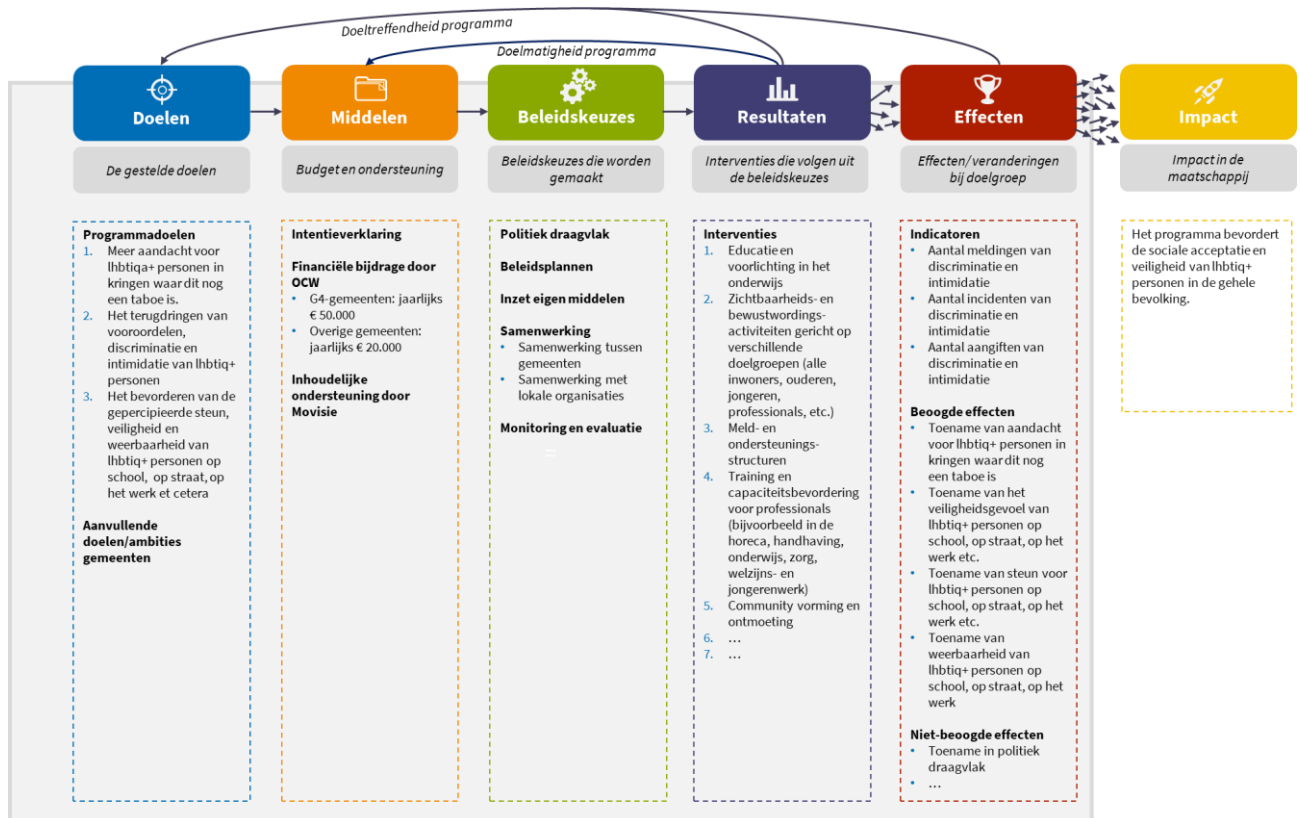 Doeltreffendheid programma
Doelmatigheid programma
Doelen
Middelen
Beleidskeuzes
Resultaten
Effecten
Impact
De gestelde doelen
Budget en ondersteuning
Beleidskeuzes die worden
gemaakt
Interventies die volgen uit
de beleidskeuzes
Effecten/veranderingen
bij doelgroep
Impact in de
maatschappij
Programmadoelen
1. Meer aandacht voor
lhbtiqa+ personen in
kringen waar dit nog
een taboe is.
2. Het terugdringen van
vooroordelen,
discriminatie en
intimidatie van lhbtiq+
personen
3. Het bevorderen van de
gepercipieerde steun,
veiligheid en
weerbaarheid van
lhbtiq+ personen op
school, op straat, op
het werk et cetera
Aanvullende
doelen/ambities
gemeenten
Intentieverklaring
Financiële bijdrage door
OCW
• G4-gemeenten: jaarlijks
€ 50.000
• Overige gemeenten:
jaarlijks € 20.000
Inhoudelijke
ondersteuning door
Movisie
Politiek draagvlak
Beleidsplannen
Inzet eigen middelen
Samenwerking
• Samenwerking tussen
gemeenten
• Samenwerking met
lokale organisaties
Monitoring en evaluatie
Interventies
1. Educatie en
voorlichting in het
onderwijs
2. Zichtbaarheids- en
bewustwordings-
activiteiten gericht op
verschillende
doelgroepen (alle
inwoners, ouderen,
jongeren,
professionals, etc.)
3. Meld- en
ondersteunings-
structuren
4. Training en
capaciteitsbevordering
voor professionals
(bijvoorbeeld in de
horeca, handhaving,
onderwijs, zorg,
welzijns- en
jongerenwerk)
5. Community vorming en
ontmoeting
6. …
7. …
Indicatoren
• Aantal meldingen van
discriminatie en
intimidatie
• Aantal incidenten van
discriminatie en
intimidatie
• Aantal aangiften van
discriminatie en
intimidatie
Beoogde effecten
• Toename van aandacht
voor lhbtiq+ personen in
kringen waar dit nog
een taboe is
• Toename van het
veiligheidsgevoel van
lhbtiq+ personen op
school, op straat, op het
werk etc.
• Toename van steun voor
lhbtiq+ personen op
school, op straat, op het
werk etc.
• Toename van
weerbaarheid van
lhbtiq+ personen op
school, op straat, op het
werk
Niet-beoogde effecten
• Toename in politiek
draagvlak
• …
Het programma bevordert
de sociale acceptatie en
veiligheid van lhbtiq+
personen in de gehele
bevolking.